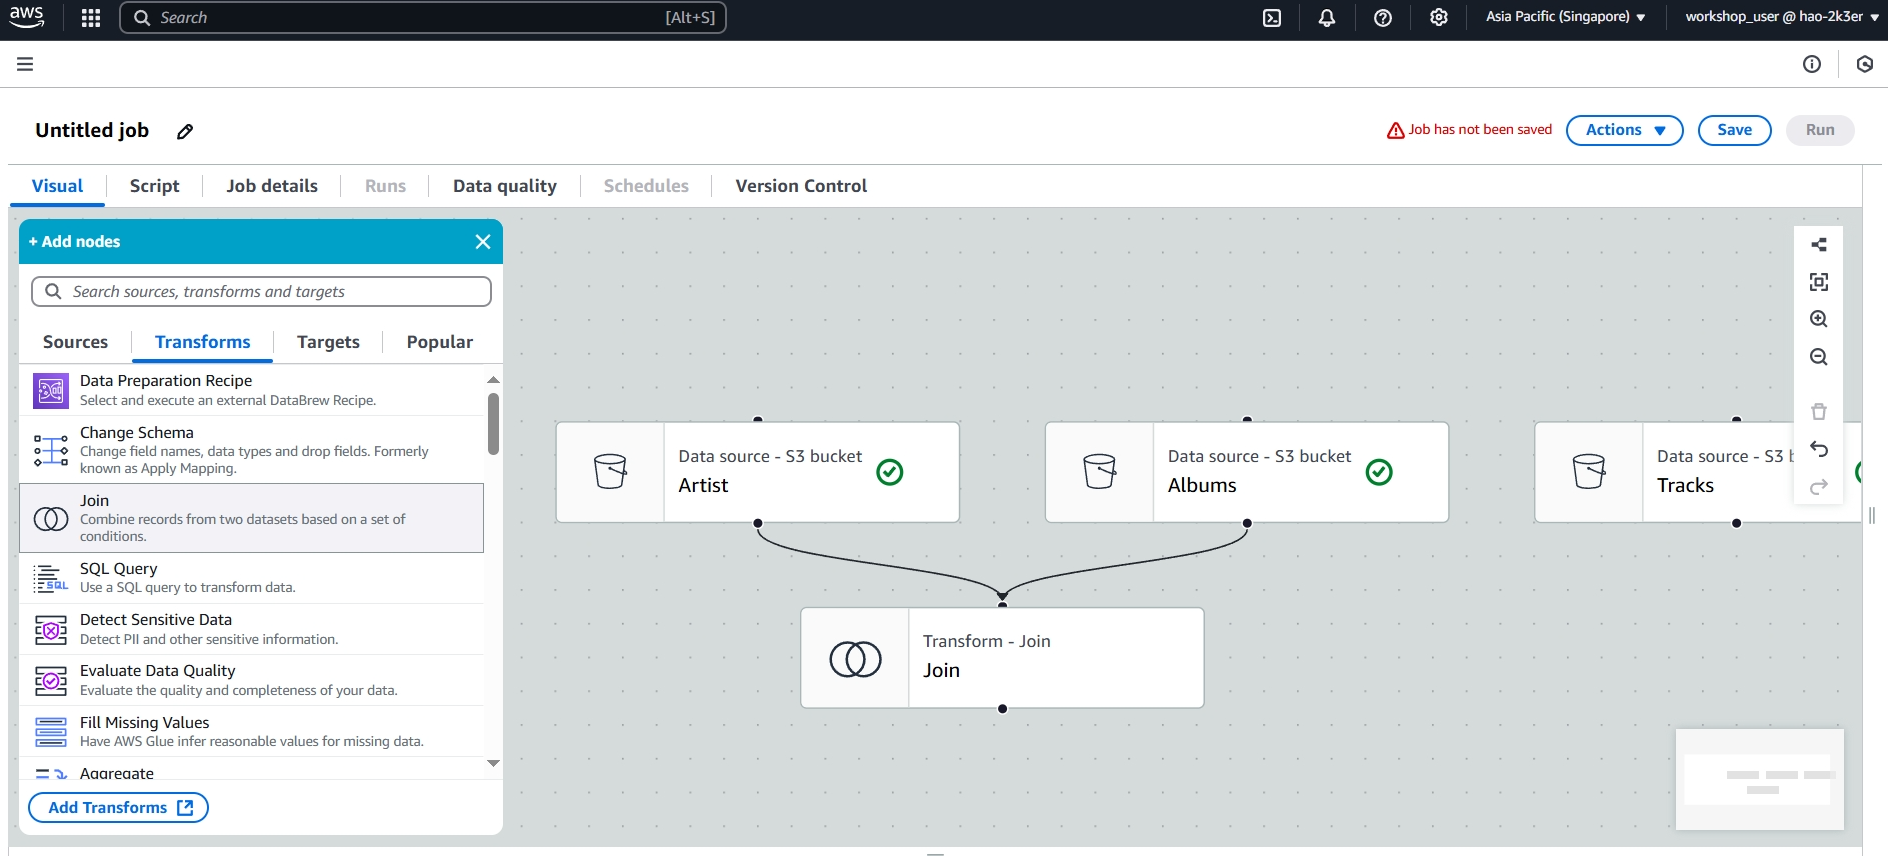 aws
Search
[Alt+S]
Asia Pacific (Singapore)
workshop_user @ hao-2k3er
Untitled job
Job has not been saved
Actions
Save
Run
Visual
Script
Job details
Runs
Data quality
Schedules
Version Control
+ Add nodes
Search sources, transforms and targets
Sources
Transforms
Targets
Popular
Data Preparation Recipe
Select and execute an external DataBrew Recipe.
Change Schema
Change field names, data types and drop fields. Formerly
known as Apply Mapping.
Join
Combine records from two datasets based on a set of
conditions.
SQL Query
Use a SQL query to transform data.
Detect Sensitive Data
Detect PII and other sensitive information.
Evaluate Data Quality
Evaluate the quality and completeness of your data.
Fill Missing Values
Have AWS Glue infer reasonable values for missing data.
Aggregate
Add Transforms
Data source - S3 bucket
Artist
Data source - S3 bucket
Albums
Data source - S3 b
Tracks
Transform - Join
Join